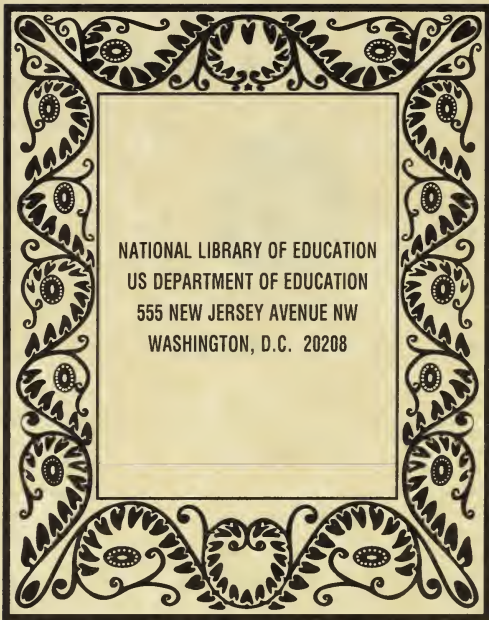 NATIONAL LIBRARY OF EDUCATION
US DEPARTMENT OF EDUCATION
555 NEW JERSEY AVENUE NW
WASHINGTON, D.C. 20208